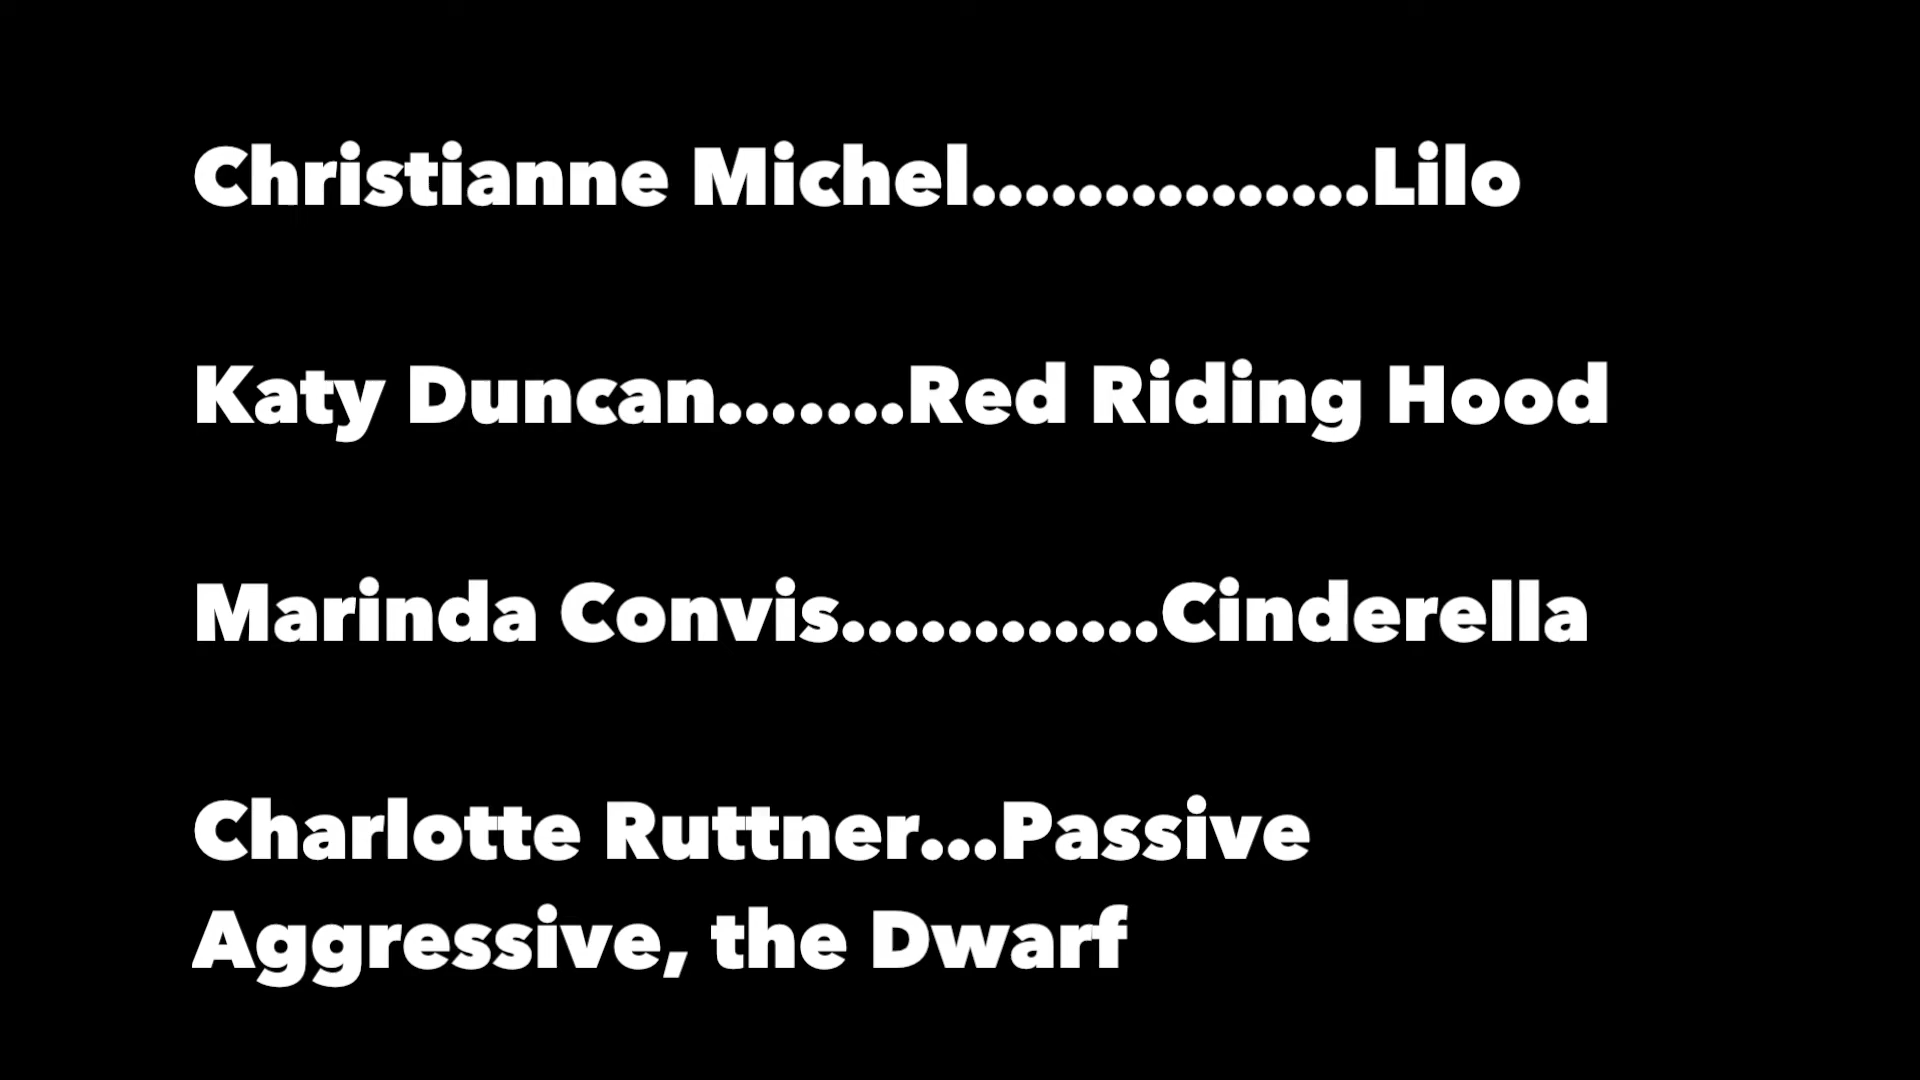 Christianne Michel...............Lilo
Katy Duncan.......Red Riding Hood
Marinda Convis............Cinderella
Charlotte Ruttner...Passive
Aggressive, the Dwarf